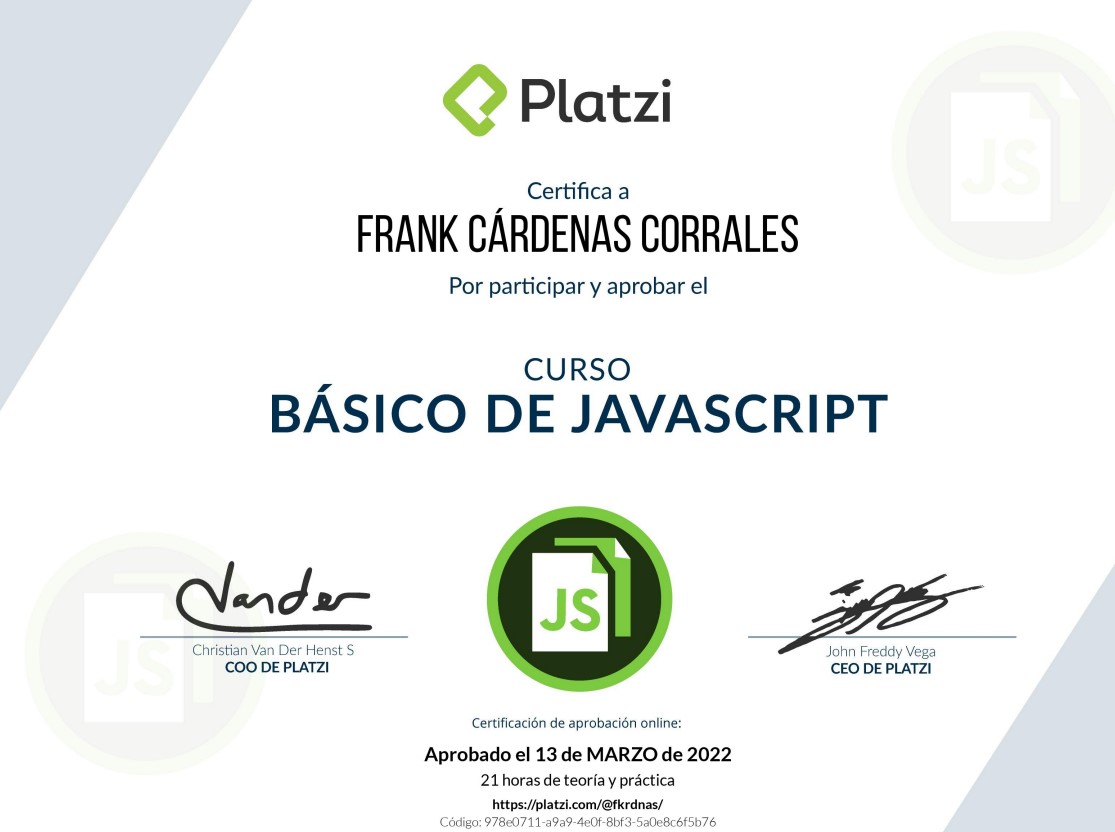 Platzi
Certifica a
FRANK CÁRDENAS CORRALES
Por participar y aprobar el
CURSO
BÁSICO DE JAVASCRIPT
JS
JS
JS
Vander
Christian Van Der Henst S
COO DE PLATZI
John Freddy Vega
CEO DE PLATZI
Certificación de aprobación online:
Aprobado el 13 de MARZO de 2022
21 horas de teoría y práctica
https://platzi.com/@fkrdnas/
Código: 978e0711-a9a9-4e0f-8bf3-5a0e8c6f5b76